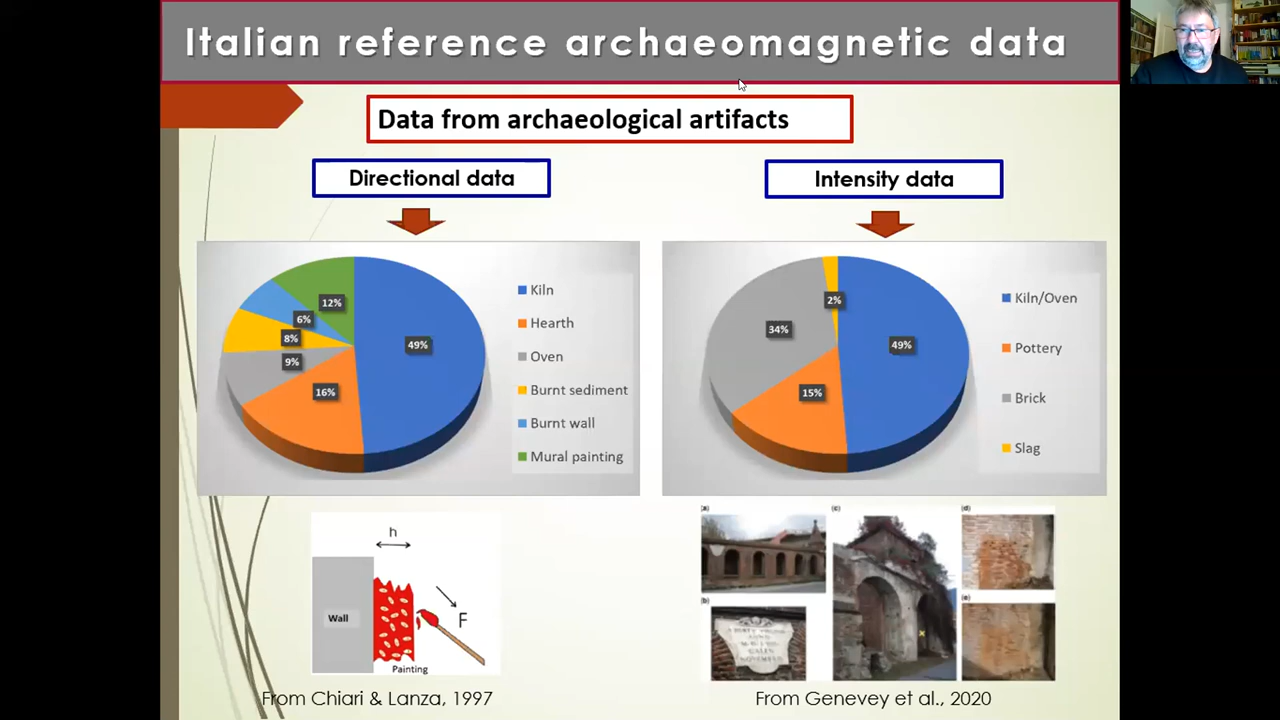 Italian reference archaeomagnetic data
Data from archaeological artifacts
Directional data
Intensity data
49%
16%
9%
8%
6%
12%
Kiln
Hearth
Oven
Burnt sediment
Burnt wall
Mural painting
49%
15%
34%
2%
Kiln/Oven
Pottery
Brick
Slag
h
Wall
F
Painting
From Chiari & Lanza, 1997
(a)
(b)
(c)
(d)
(e)
From Genevey et al., 2020